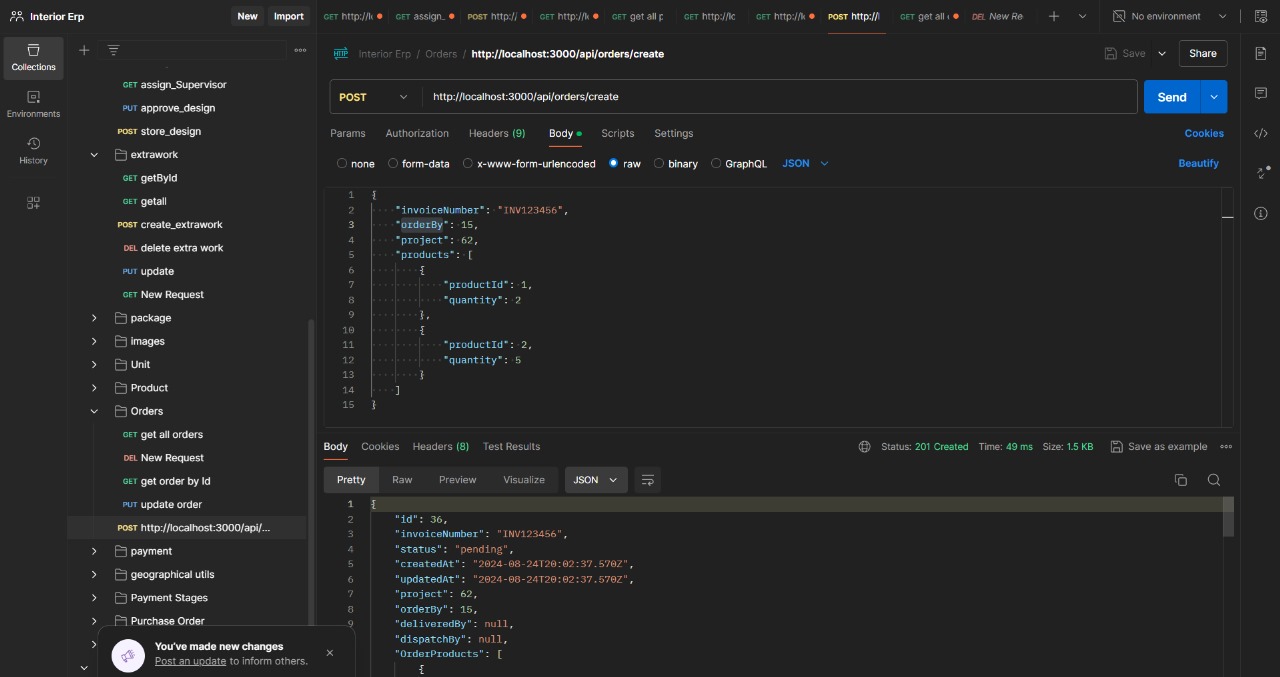 Interior Erp
New
Import
GET http://l
GET assign_
POST http://
GET http://l
GET get all p
GET http://lc
GET http://l
POST http://l
GET get all
DEL New Re
No environment
Collections
Environments
History
GET assign_Supervisor
PUT approve_design
POST store_design
extrawork
GET getById
GET getall
POST create_extrawork
DEL delete extra work
PUT update
GET New Request
package
images
Unit
Product
Orders
GET get all orders
DEL New Request
GET get order by Id
PUT update order
POST http://localhost:3000/api/...
payment
geographical utils
Payment Stages
Purchase Order
You've made new changes
Post an update to inform others.
HTTP Interior Erp / Orders / http://localhost:3000/api/orders/create
Save
Share
POST
http://localhost:3000/api/orders/create
Send
Params
Authorization
Headers (9)
Body
Scripts
Settings
Cookies
none
form-data
x-www-form-urlencoded
raw
binary
GraphQL
JSON
Beautify
1 {
2 "invoiceNumber": "INV123456",
3 "orderBy": 15,
4 "project": 62,
5 "products": [
6 {
7 "productId": 1,
8 "quantity": 2
9 },
10 {
11 "productId": 2,
12 "quantity": 5
13 }
14 ]
15 }
Body
Cookies
Headers (8)
Test Results
Status: 201 Created Time: 49 ms Size: 1.5 KB
Save as example
Pretty
Raw
Preview
Visualize
JSON
1 {
2 "id": 36,
3 "invoiceNumber": "INV123456",
4 "status": "pending",
5 "createdAt": "2024-08-24T20:02:37.570Z",
6 "updatedAt": "2024-08-24T20:02:37.570Z",
7 "project": 62,
8 "orderBy": 15,
9 "deliveredBy": null,
"dispatchBy": null,
"OrderProducts": [
{